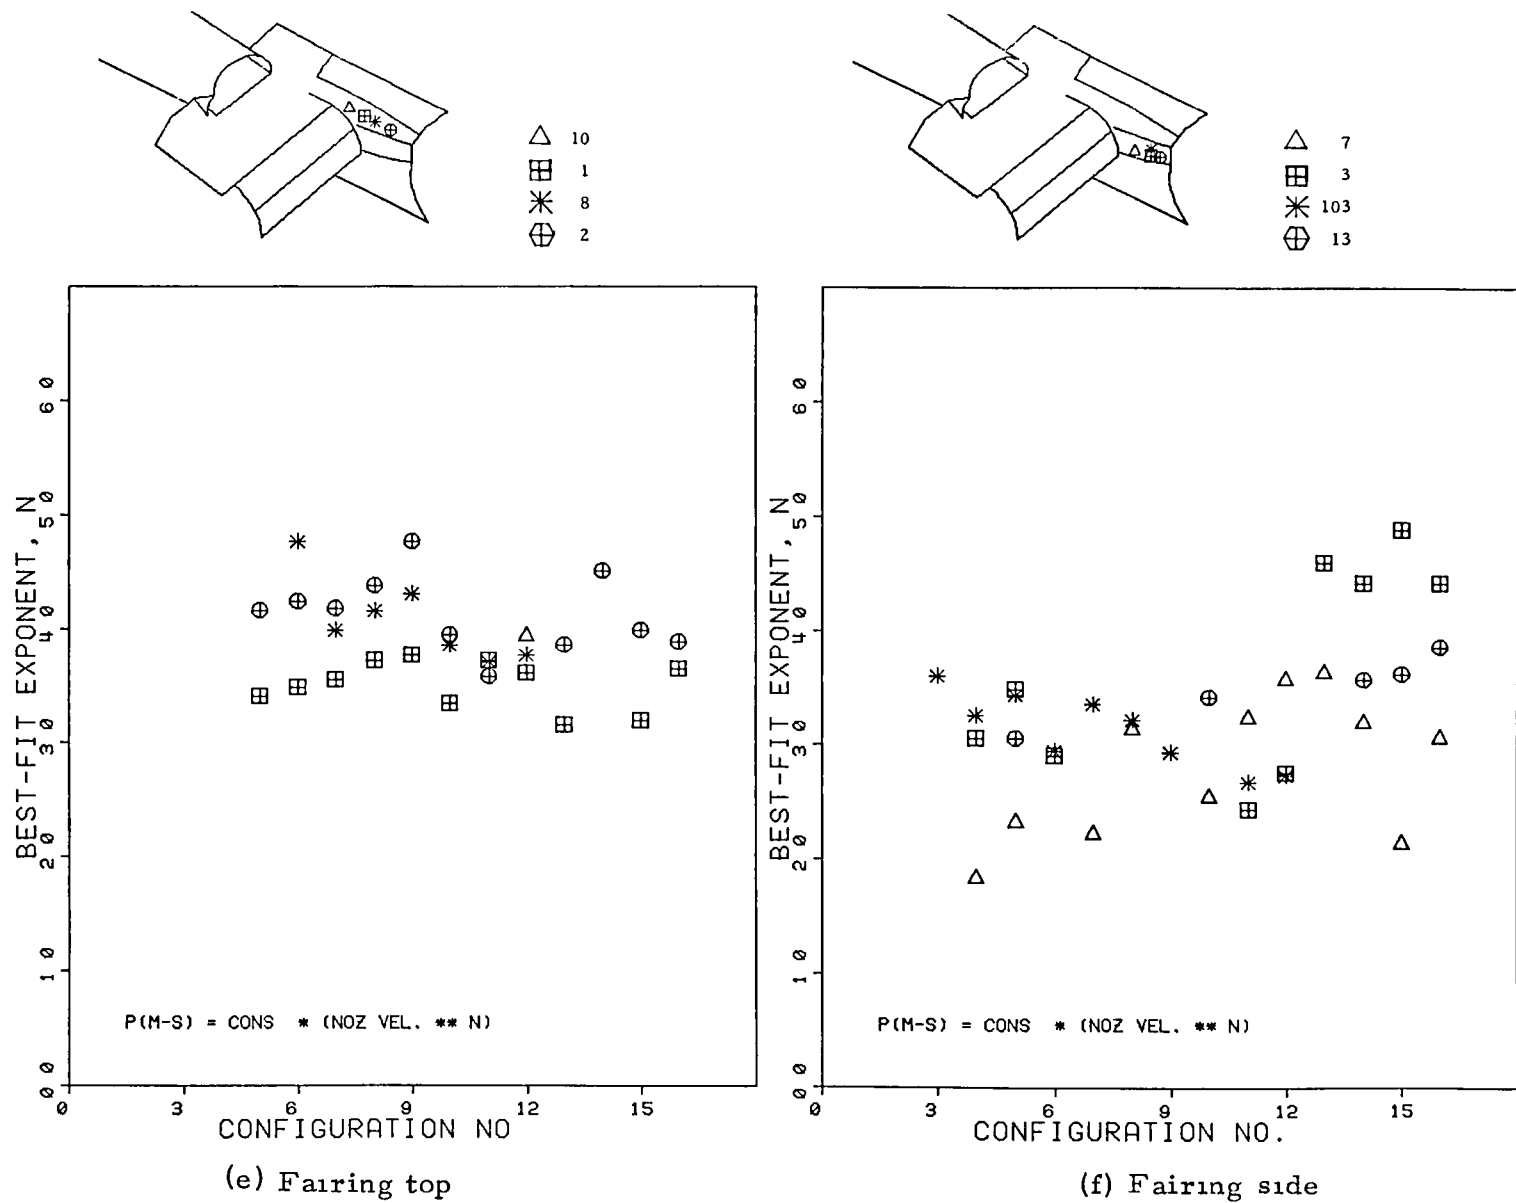 10
1
8
2
7
3
103
13
BEST-FIT EXPONENT, N
6.0
5.0
4.0
3.0
2.0
1.0
0.0
P(M-S) = CONS * (NOZ VEL. ** N)
0 3 6 9 12 15
CONFIGURATION NO
(e) Fairing top
BEST-FIT EXPONENT, N
6.0
5.0
4.0
3.0
2.0
1.0
0.0
P(M-S) = CONS * (NOZ VEL. ** N)
0 3 6 9 12 15
CONFIGURATION NO.
(f) Fairing side